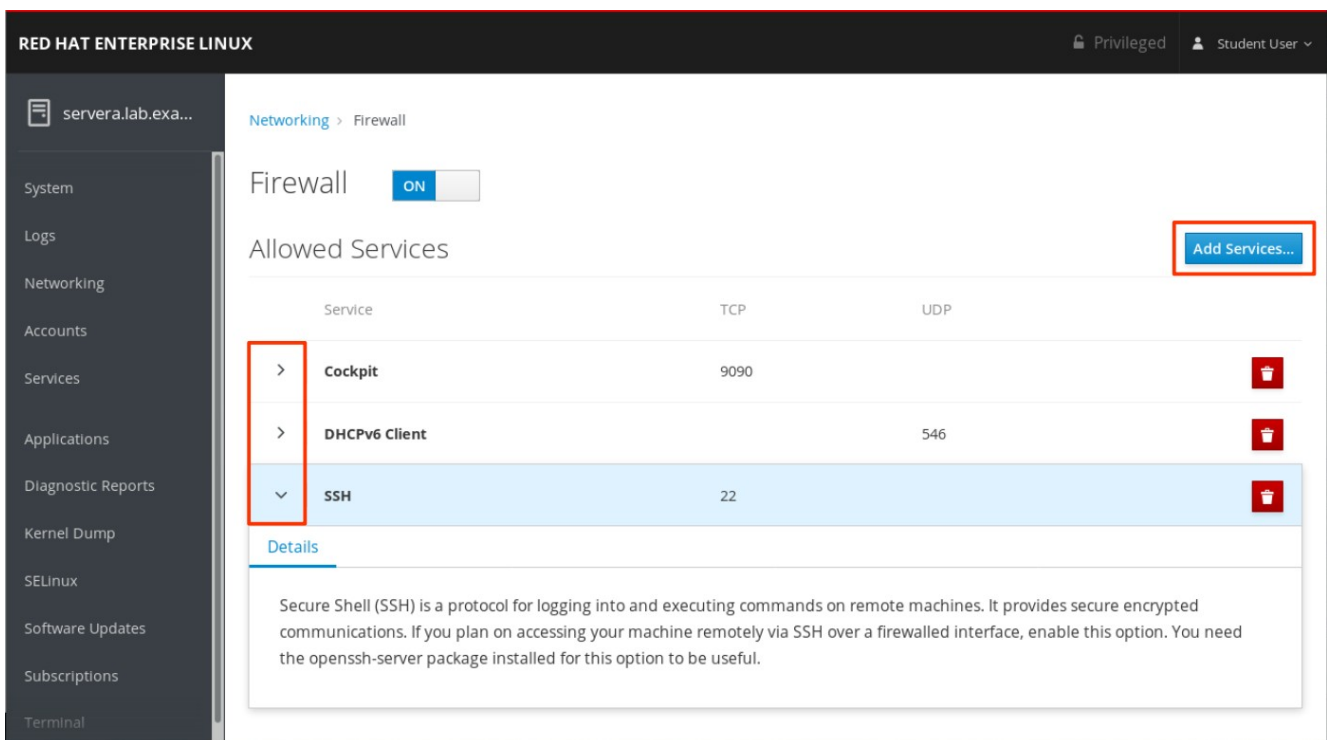 RED HAT ENTERPRISE LINUX
Privileged
Student User
servera.lab.exa...
System
Logs
Networking
Accounts
Services
Applications
Diagnostic Reports
Kernel Dump
SELinux
Software Updates
Subscriptions
Terminal
Networking > Firewall
Firewall ON
Allowed Services
Add Services...
Service TCP UDP
Cockpit 9090
DHCPv6 Client 546
SSH 22
Details
Secure Shell (SSH) is a protocol for logging into and executing commands on remote machines. It provides secure encrypted
communications. If you plan on accessing your machine remotely via SSH over a firewalled interface, enable this option. You need
the openssh-server package installed for this option to be useful.